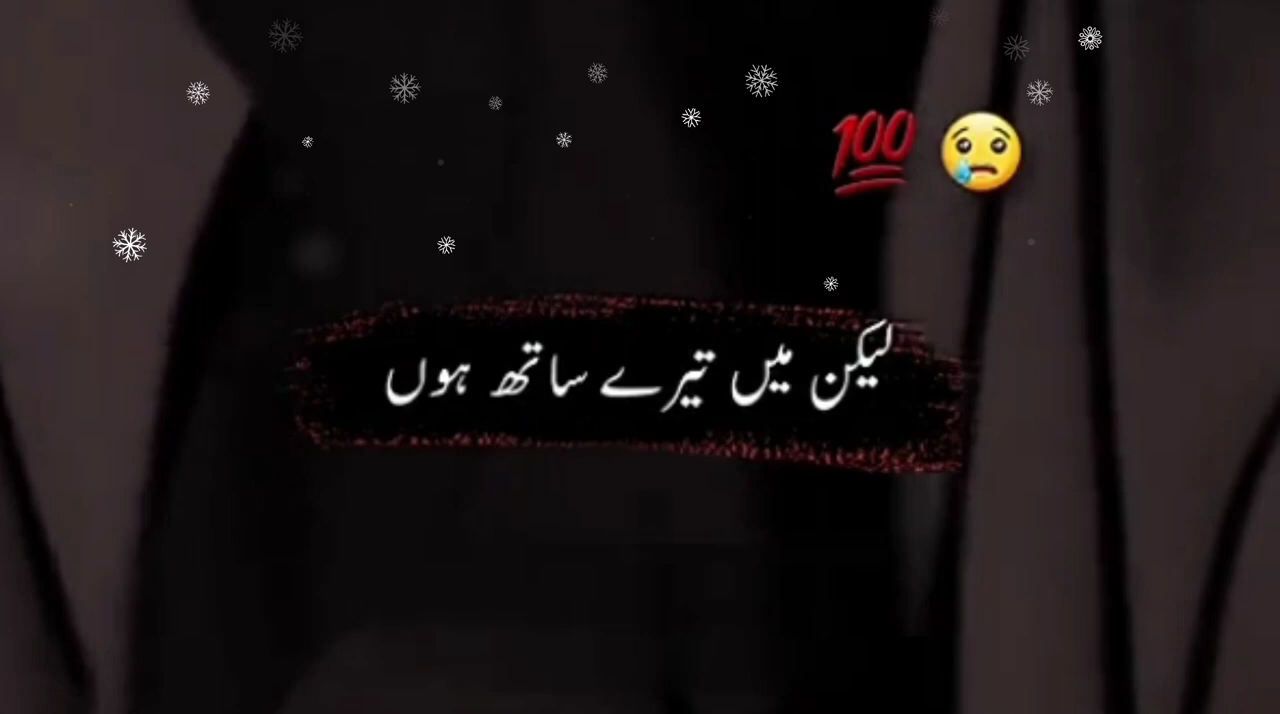 💯 😢
لیکن میں تیرے ساتھ ہوں